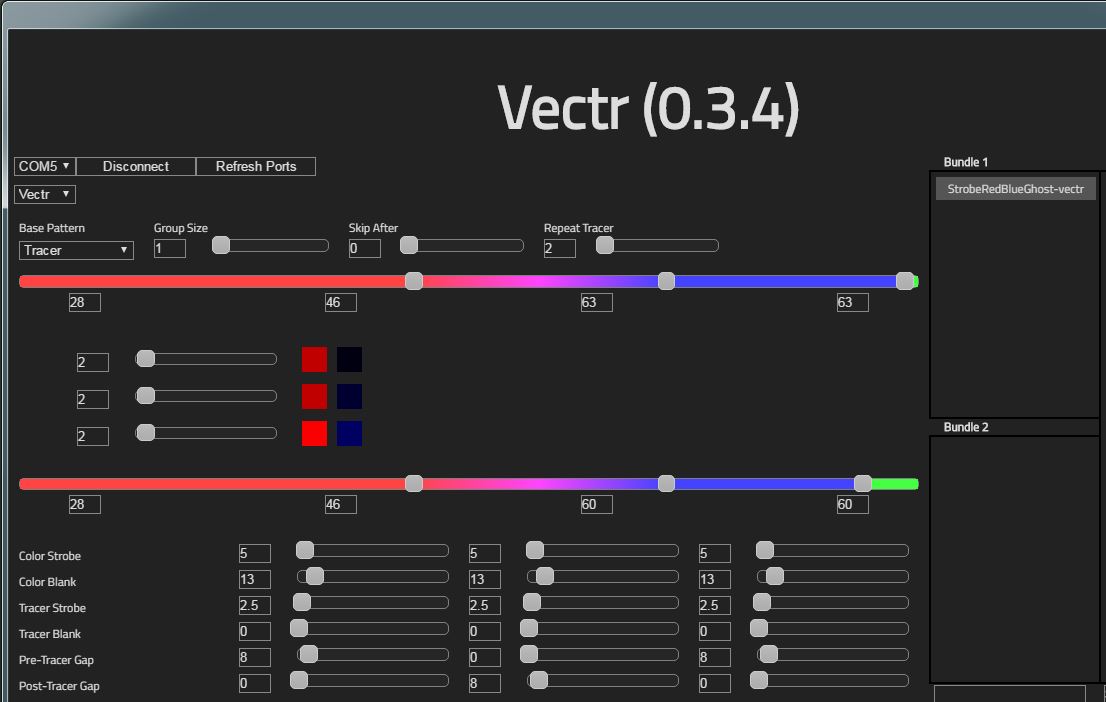 Vectr (0.3.4)
COM5 Disconnect Refresh Ports
Vectr
Base Pattern Group Size Skip After Repeat Tracer
Tracer 1 0 2
28 46 63 63
2
2
2
28 46 60 60
Color Strobe 5 5 5
Color Blank 13 13 13
Tracer Strobe 2.5 2.5 2.5
Tracer Blank 0 0 0
Pre-Tracer Gap 8 0 8
Post-Tracer Gap 0 8 0
Bundle 1
StrobeRedBlueGhost-vectr
Bundle 2